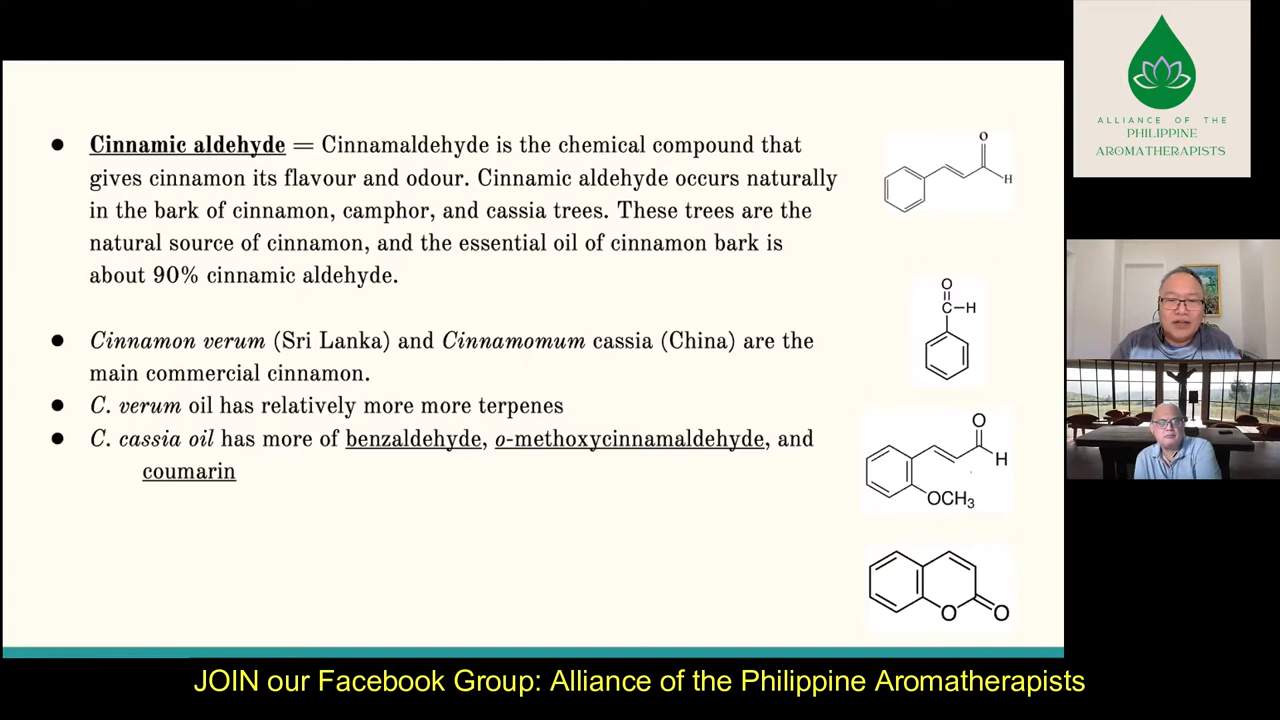 ● Cinnamic aldehyde = Cinnamaldehyde is the chemical compound that
gives cinnamon its flavour and odour. Cinnamic aldehyde occurs naturally
in the bark of cinnamon, camphor, and cassia trees. These trees are the
natural source of cinnamon, and the essential oil of cinnamon bark is
about 90% cinnamic aldehyde.
● Cinnamon verum (Sri Lanka) and Cinnamomum cassia (China) are the
main commercial cinnamon.
● C. verum oil has relatively more more terpenes
● C. cassia oil has more of benzaldehyde, o-methoxycinnamaldehyde, and
coumarin
O
H
O
C–H
O
H
OCH₃
O
O
ALLIANCE OF THE
PHILIPPINE
AROMATHERAPISTS
JOIN our Facebook Group: Alliance of the Philippine Aromatherapists